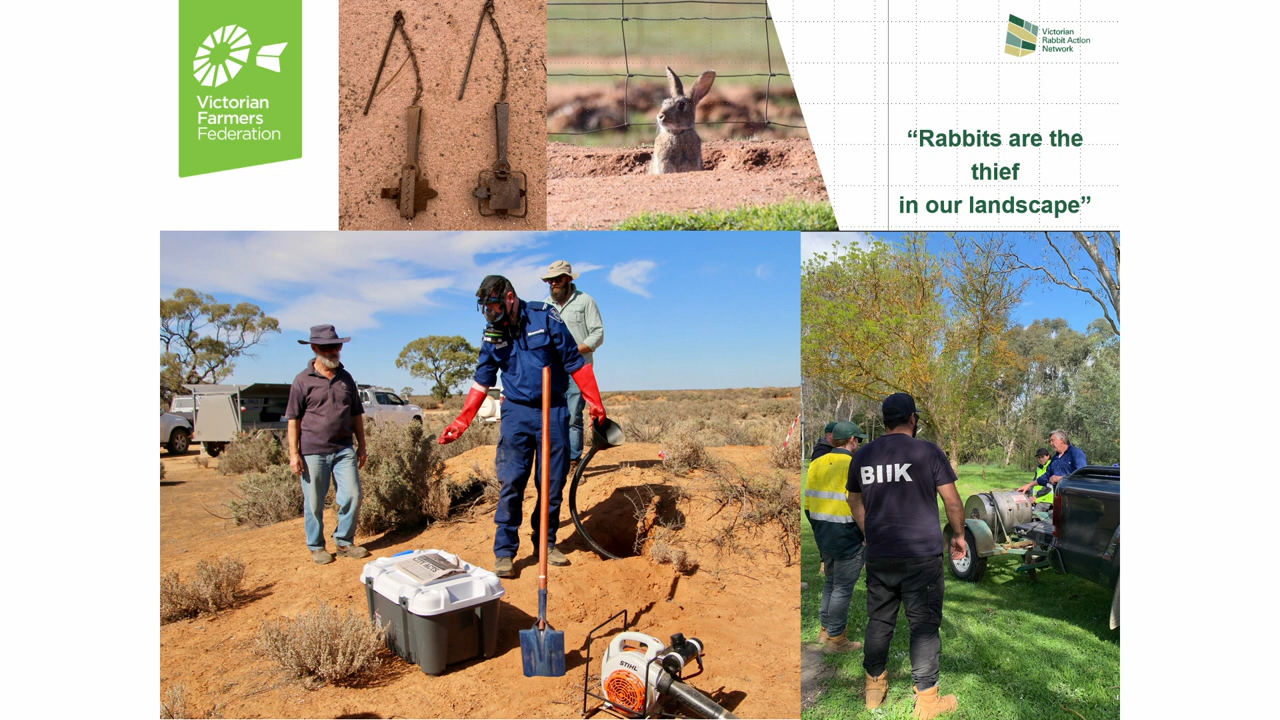 Victorian
Farmers
Federation
Victorian
Rabbit Action
Network
“Rabbits are the
thief
in our landscape”
BIIK
STIHL